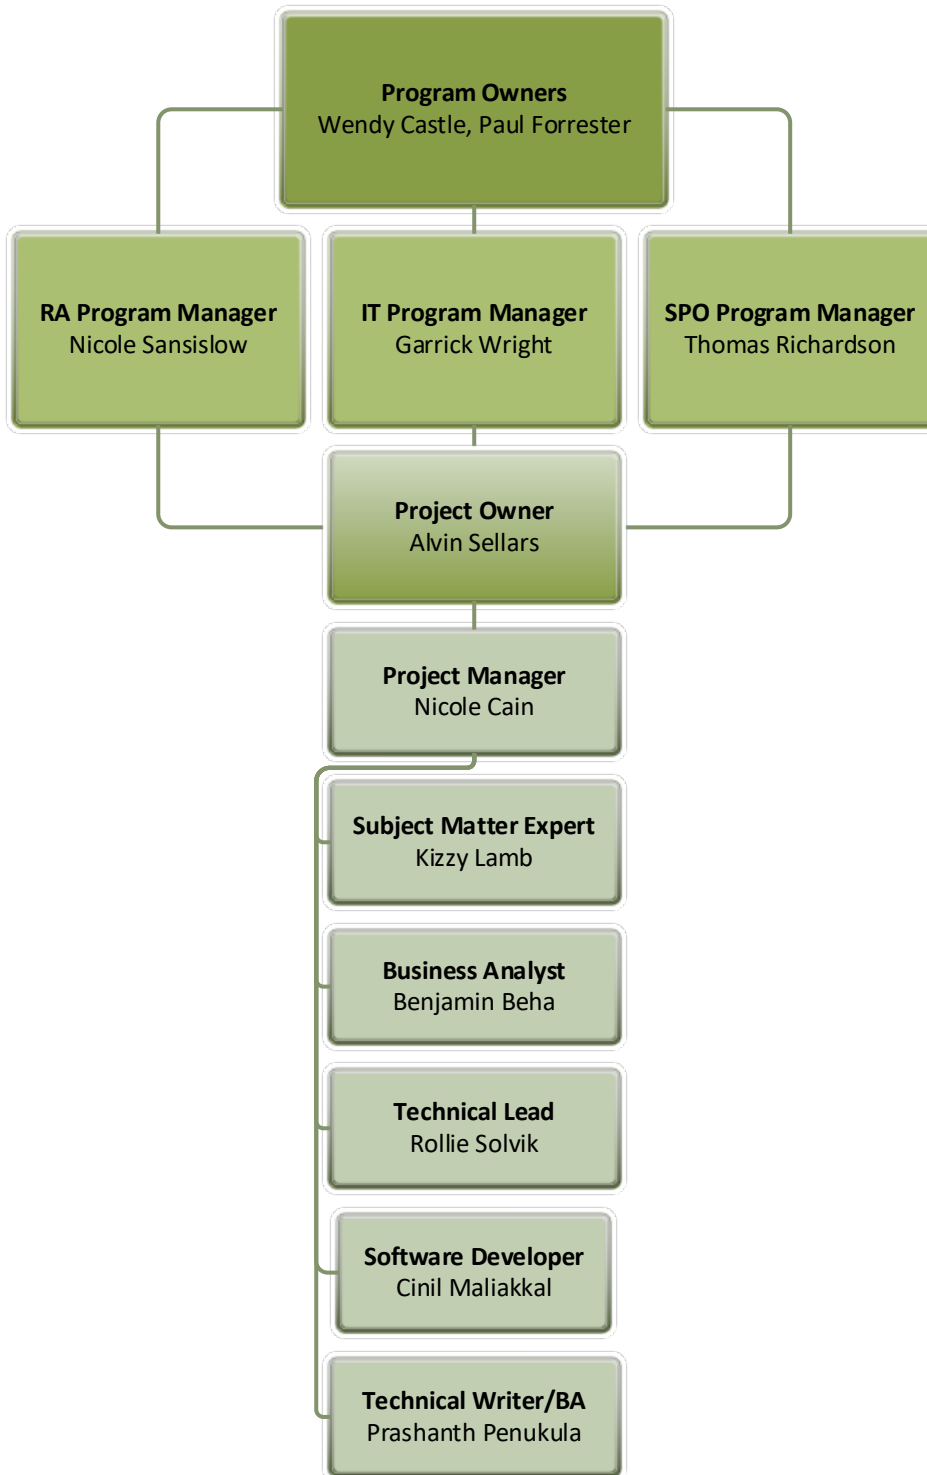 Program Owners
Wendy Castle, Paul Forrester
RA Program Manager
Nicole Sansislow
IT Program Manager
Garrick Wright
SPO Program Manager
Thomas Richardson
Project Owner
Alvin Sellars
Project Manager
Nicole Cain
Subject Matter Expert
Kizzy Lamb
Business Analyst
Benjamin Beha
Technical Lead
Rollie Solvik
Software Developer
Cinil Maliakkal
Technical Writer/BA
Prashanth Penukula